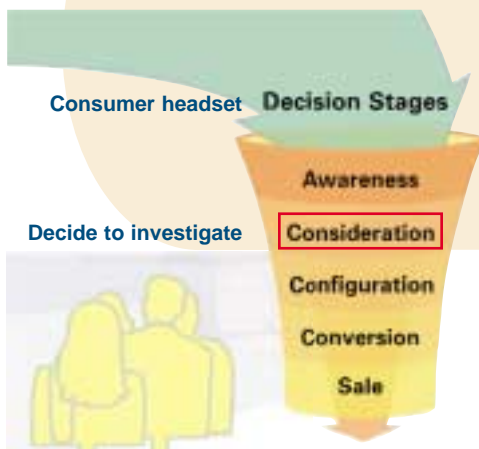 Consumer headset Decision Stages
Awareness
Decide to investigate Consideration
Configuration
Conversion
Sale